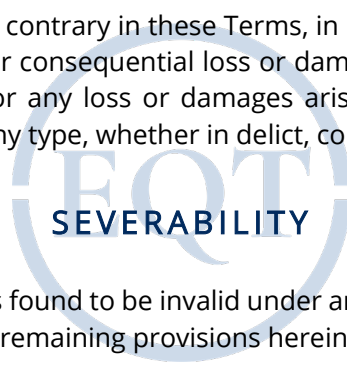 contrary in these Terms, in
r consequential loss or dam
or any loss or damages aris
ny type, whether in delict, co
EQT
SEVERABILITY
s found to be invalid under a
remaining provisions herein